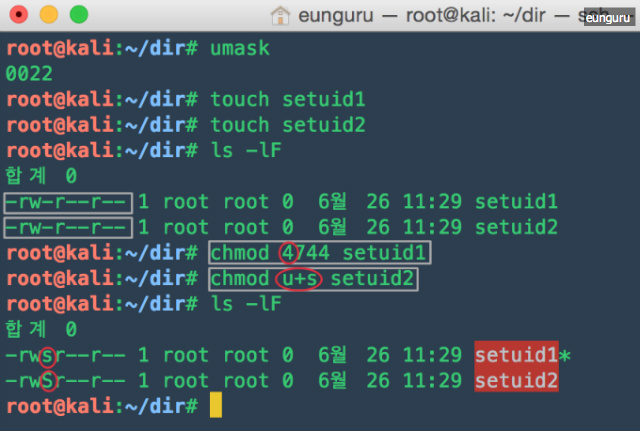 eunguru — root@kali: ~/dir — ssh
eunguru
root@kali:~/dir# umask
0022
root@kali:~/dir# touch setuid1
root@kali:~/dir# touch setuid2
root@kali:~/dir# ls -lF
합계 0
-rw-r--r-- 1 root root 0 6월 26 11:29 setuid1
-rw-r--r-- 1 root root 0 6월 26 11:29 setuid2
root@kali:~/dir# chmod 4744 setuid1
root@kali:~/dir# chmod u+s setuid2
root@kali:~/dir# ls -lF
합계 0
-rwsr--r-- 1 root root 0 6월 26 11:29 setuid1*
-rwSr--r-- 1 root root 0 6월 26 11:29 setuid2
root@kali:~/dir#